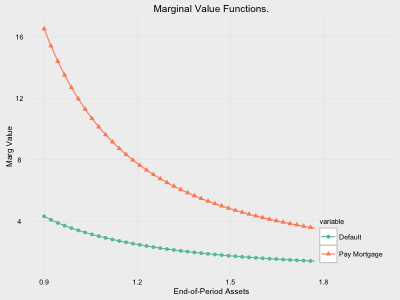 Marginal Value Functions.
Marg Value
16
12
8
4
0.9
1.2
1.5
1.8
End-of-Period Assets
variable
Default
Pay Mortgage